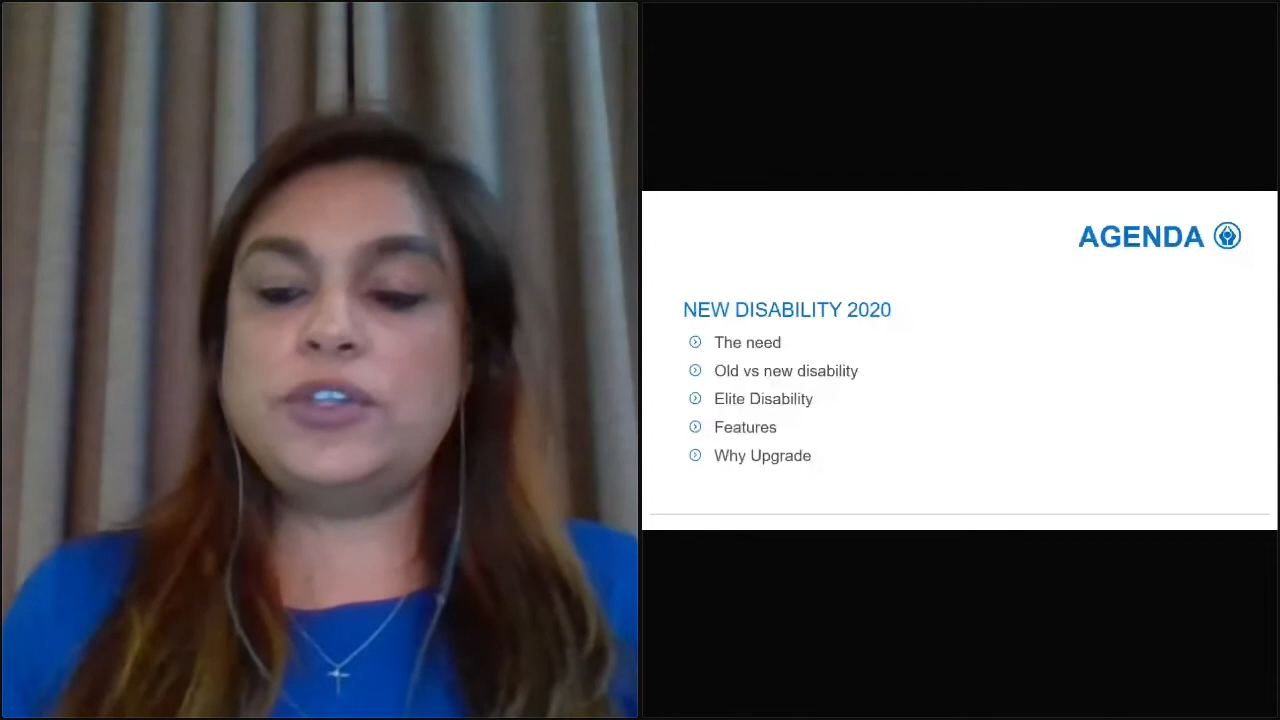 AGENDA
NEW DISABILITY 2020
The need
Old vs new disability
Elite Disability
Features
Why Upgrade